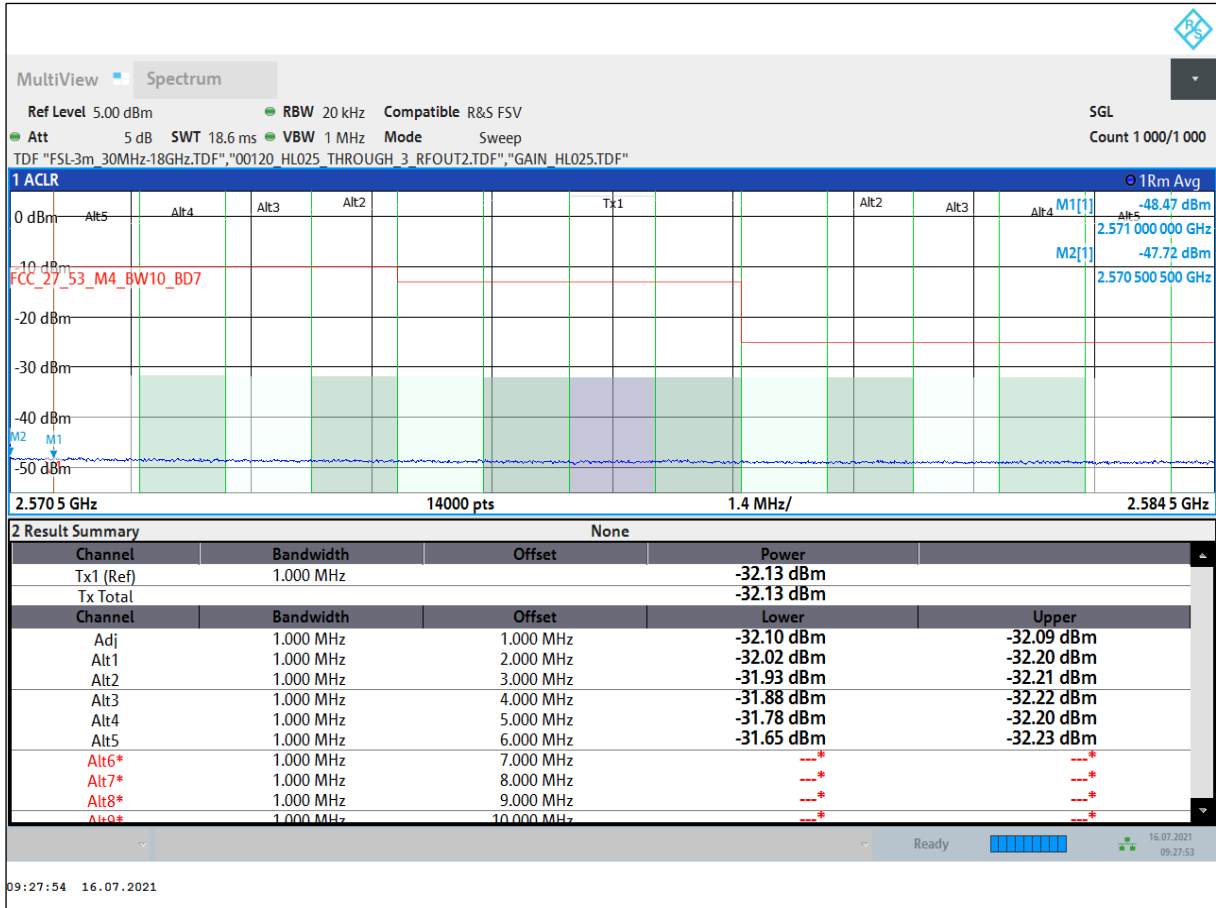 R
S
MultiView Spectrum
Ref Level 5.00 dBm RBW 20 kHz Compatible R&S FSV SGL
Att 5 dB SWT 18.6 ms VBW 1 MHz Mode Sweep Count 1 000/1 000
TDF "FSL-3m_30MHz-18GHz.TDF","00120_HL025_THROUGH_3_RFOUT2.TDF","GAIN_HL025.TDF"
1 ACLR 1Rm Avg
Alt5 Alt4 Alt3 Alt2 Tx1 Alt2 Alt3 Alt4 Alt5
M1[1] -48.47 dBm
2.571 000 000 GHz
M2[1] -47.72 dBm
2.570 500 500 GHz
0 dBm
-10 dBm
FCC_27_53_M4_BW10_BD7
-20 dBm
-30 dBm
-40 dBm
M2 M1
-50 dBm
2.570 5 GHz 14000 pts 1.4 MHz/ 2.584 5 GHz
2 Result Summary None
Channel Bandwidth Offset Power
Tx1 (Ref) 1.000 MHz -32.13 dBm
Tx Total -32.13 dBm
Channel Bandwidth Offset Lower Upper
Adj 1.000 MHz 1.000 MHz -32.10 dBm -32.09 dBm
Alt1 1.000 MHz 2.000 MHz -32.02 dBm -32.20 dBm
Alt2 1.000 MHz 3.000 MHz -31.93 dBm -32.21 dBm
Alt3 1.000 MHz 4.000 MHz -31.88 dBm -32.22 dBm
Alt4 1.000 MHz 5.000 MHz -31.78 dBm -32.20 dBm
Alt5 1.000 MHz 6.000 MHz -31.65 dBm -32.23 dBm
Alt6* 1.000 MHz 7.000 MHz ---* ---*
Alt7* 1.000 MHz 8.000 MHz ---* ---*
Alt8* 1.000 MHz 9.000 MHz ---* ---*
Alt9* 1.000 MHz 10.000 MHz ---* ---*
Ready 16.07.2021
09:27:53
09:27:54 16.07.2021